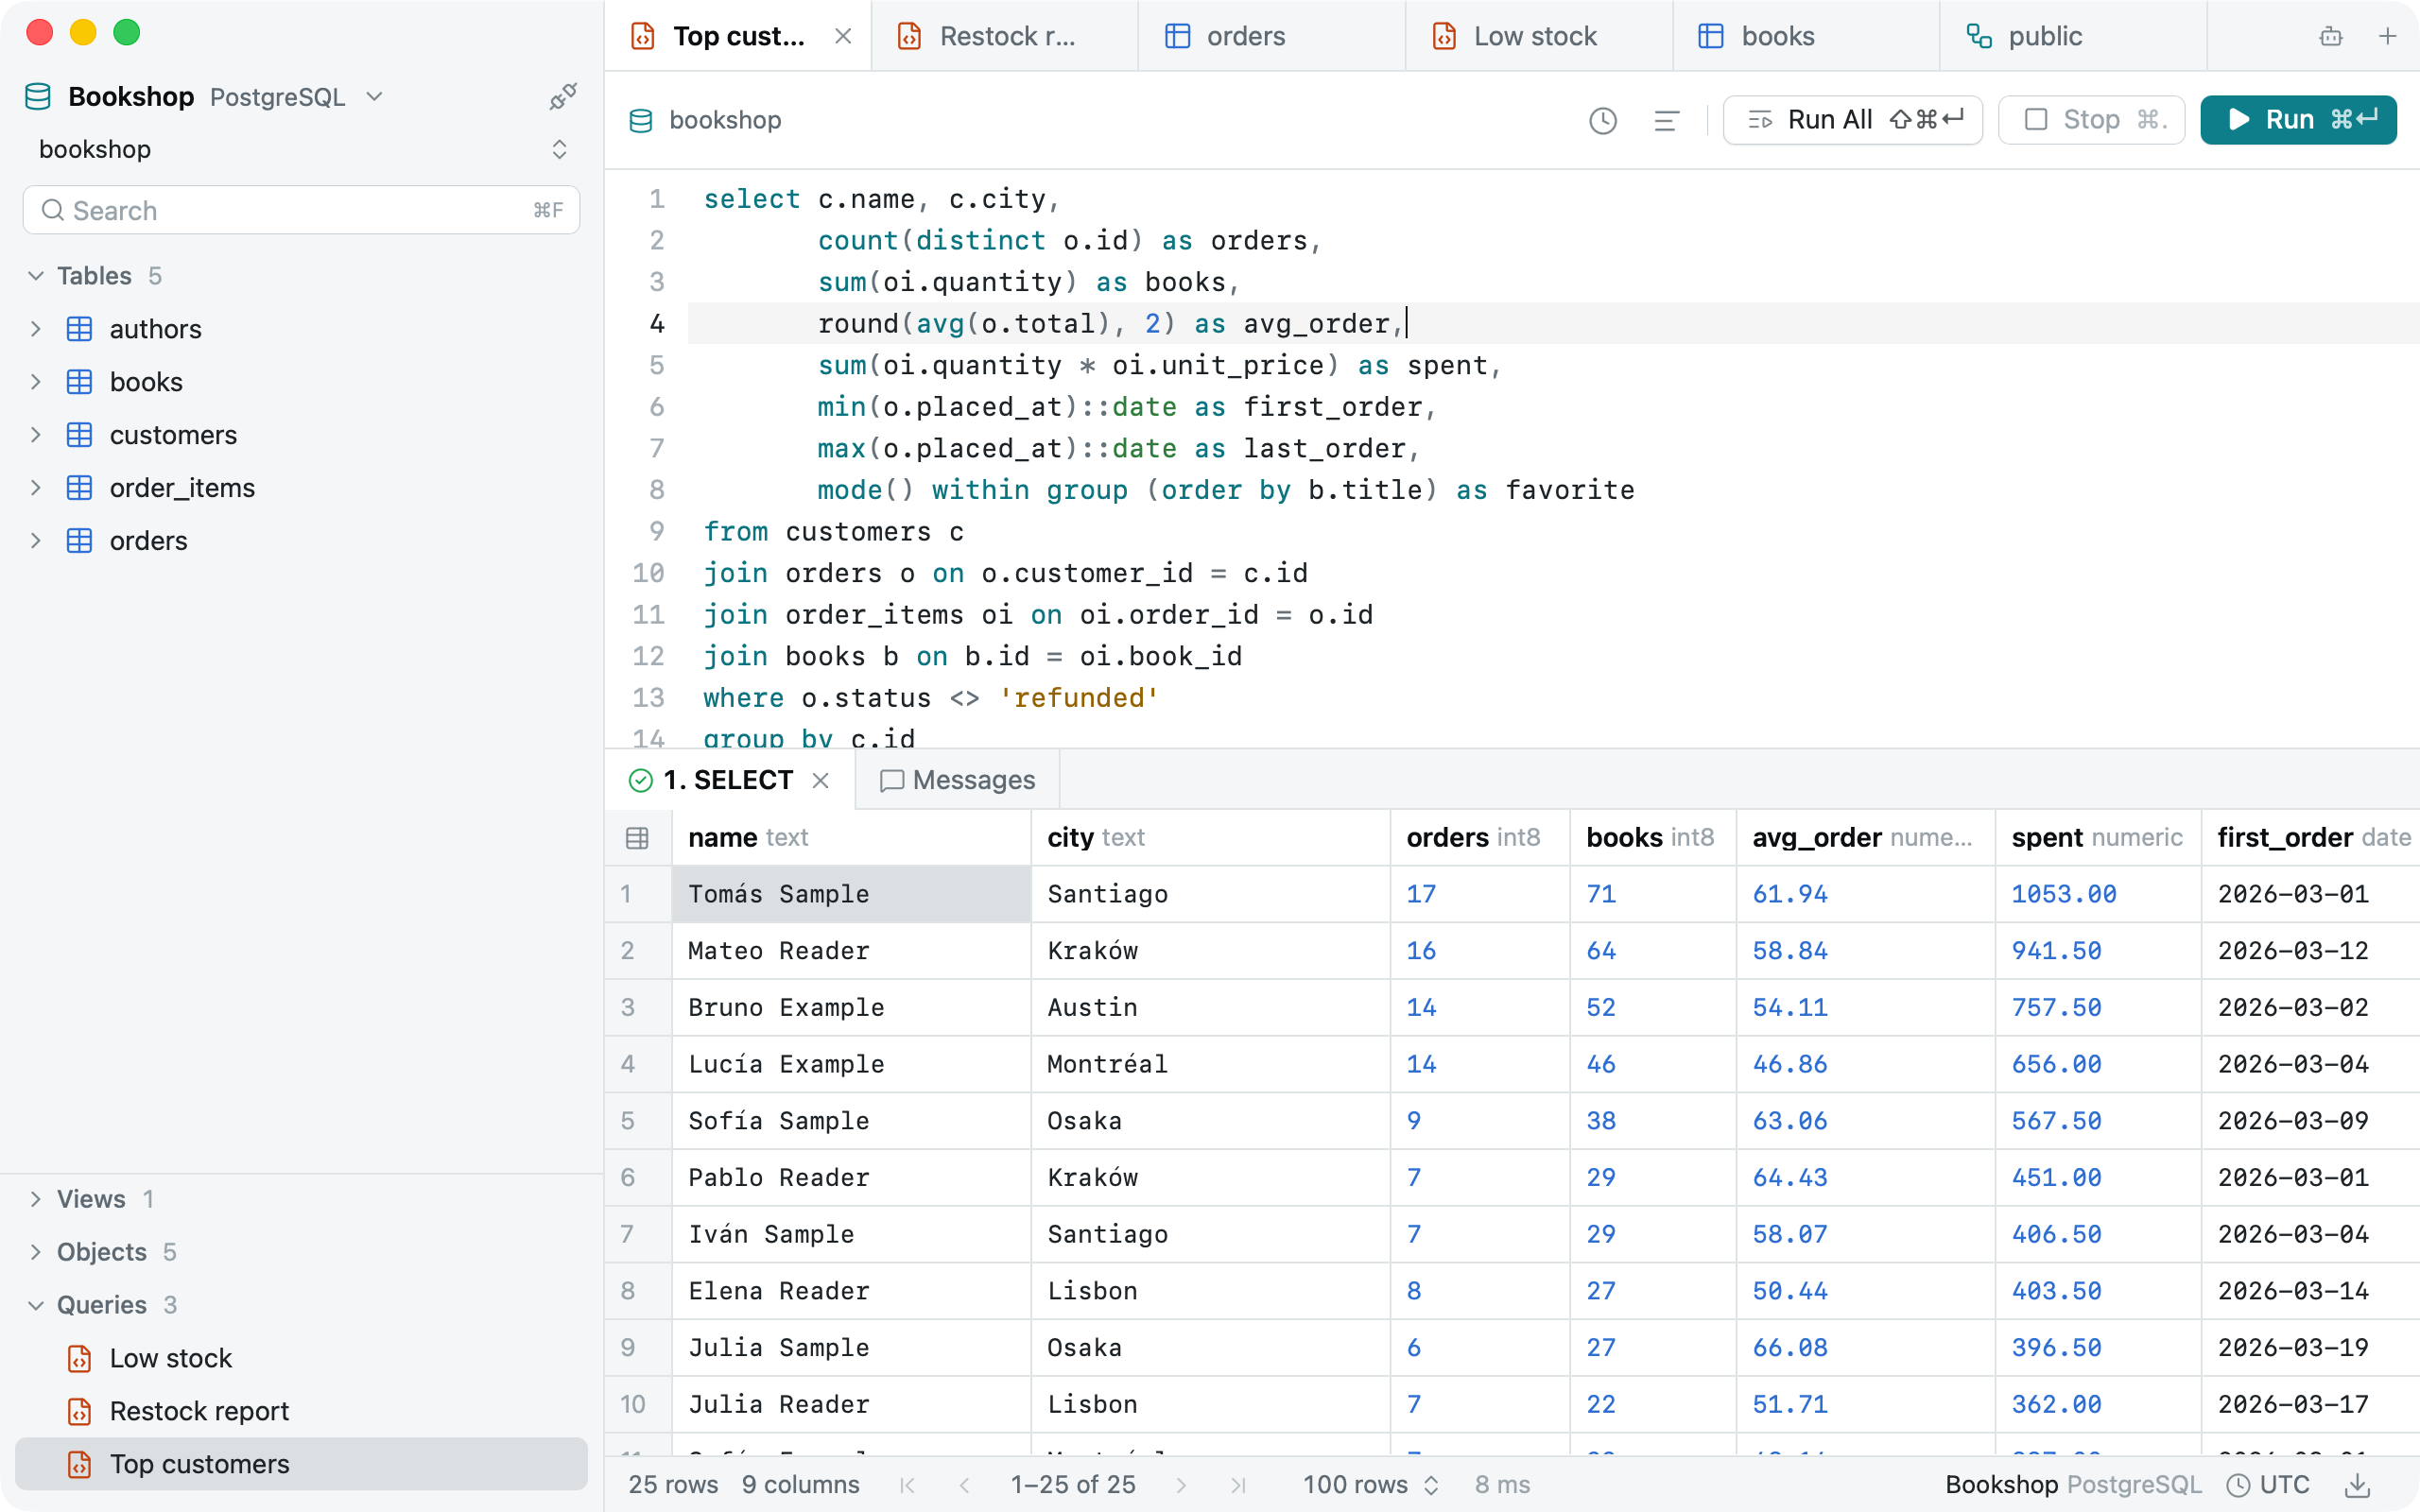 Bookshop PostgreSQL
bookshop
Search ⌘F
Tables 5
authors
books
customers
order_items
orders
Views 1
Objects 5
Queries 3
Low stock
Restock report
Top customers
Top cust...
Restock r...
orders
Low stock
books
public
bookshop
Run All ⇧⌘↵
Stop ⌘.
Run ⌘↵
1 select c.name, c.city,
2 count(distinct o.id) as orders,
3 sum(oi.quantity) as books,
4 round(avg(o.total), 2) as avg_order,
5 sum(oi.quantity * oi.unit_price) as spent,
6 min(o.placed_at)::date as first_order,
7 max(o.placed_at)::date as last_order,
8 mode() within group (order by b.title) as favorite
9 from customers c
10 join orders o on o.customer_id = c.id
11 join order_items oi on oi.order_id = o.id
12 join books b on b.id = oi.book_id
13 where o.status <> 'refunded'
14 group by c.id
1. SELECT
Messages
name text city text orders int8 books int8 avg_order nume... spent numeric first_order date
1 Tomás Sample Santiago 17 71 61.94 1053.00 2026-03-01
2 Mateo Reader Kraków 16 64 58.84 941.50 2026-03-12
3 Bruno Example Austin 14 52 54.11 757.50 2026-03-02
4 Lucía Example Montréal 14 46 46.86 656.00 2026-03-04
5 Sofía Sample Osaka 9 38 63.06 567.50 2026-03-09
6 Pablo Reader Kraków 7 29 64.43 451.00 2026-03-01
7 Iván Sample Santiago 7 29 58.07 406.50 2026-03-04
8 Elena Reader Lisbon 8 27 50.44 403.50 2026-03-14
9 Julia Sample Osaka 6 27 66.08 396.50 2026-03-19
10 Julia Reader Lisbon 7 22 51.71 362.00 2026-03-17
25 rows 9 columns 1–25 of 25 100 rows 8 ms
Bookshop PostgreSQL UTC